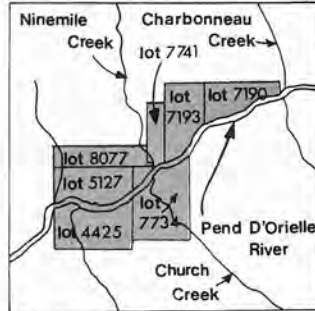 Ninemile
Creek
Charbonneau
Creek
lot 7741
lot
7193
lot 7190
lot 8077
lot 5127
lot
7734
lot 4425
Pend D'Orielle
River
Church
Creek